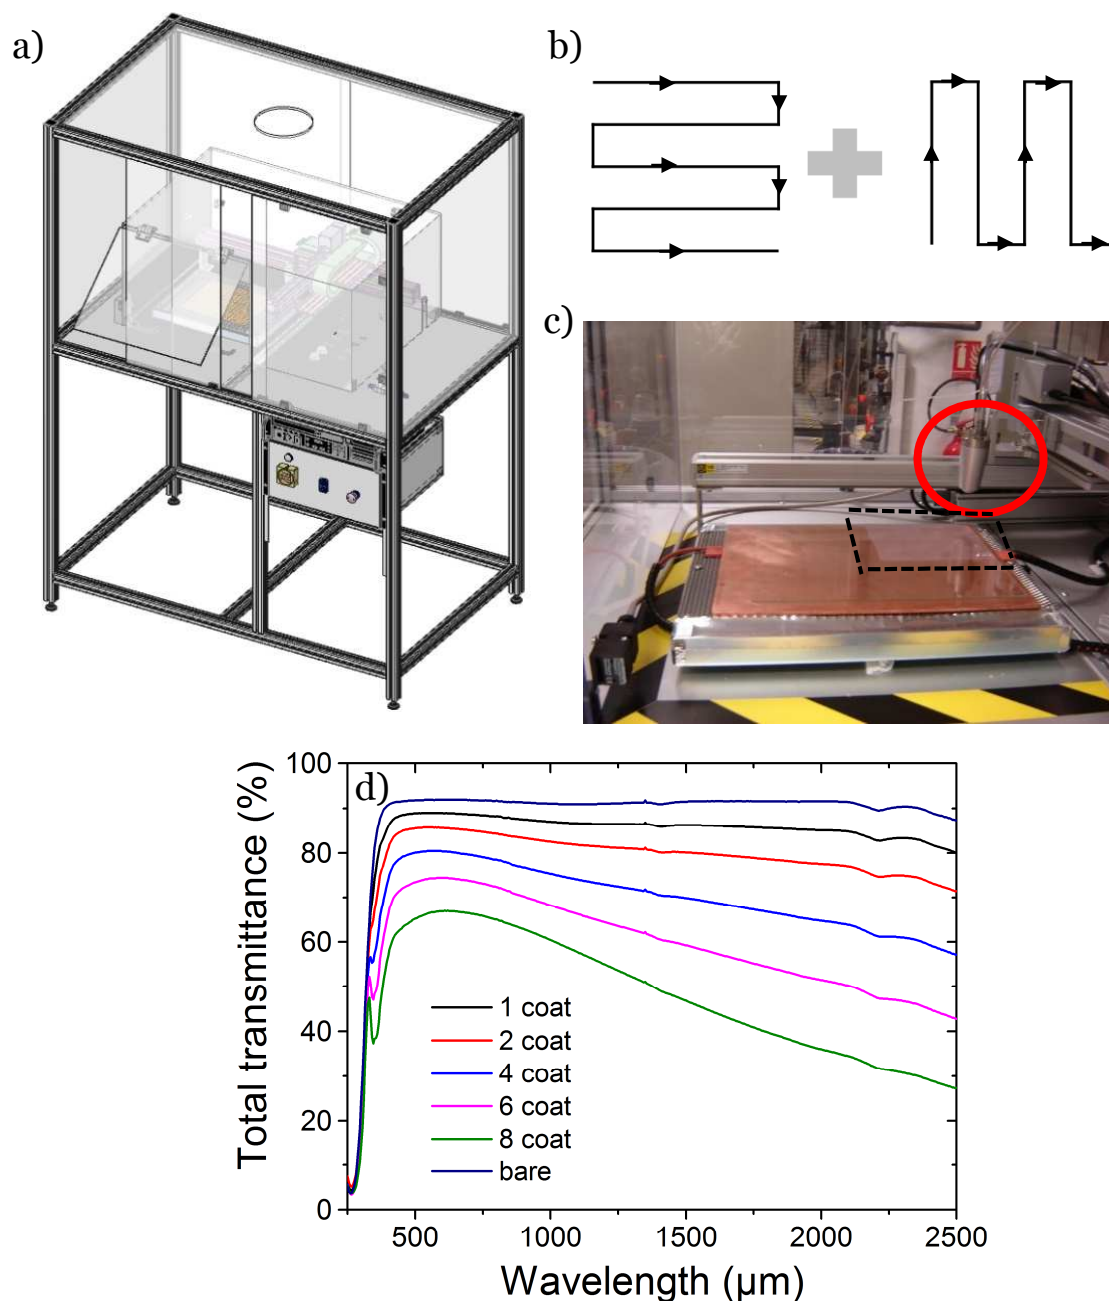 a)
b)
c)
d)
Total transmittance (%)
100
80
60
40
20
0
1 coat
2 coat
4 coat
6 coat
8 coat
bare
500
1000
1500
2000
2500
Wavelength (μm)